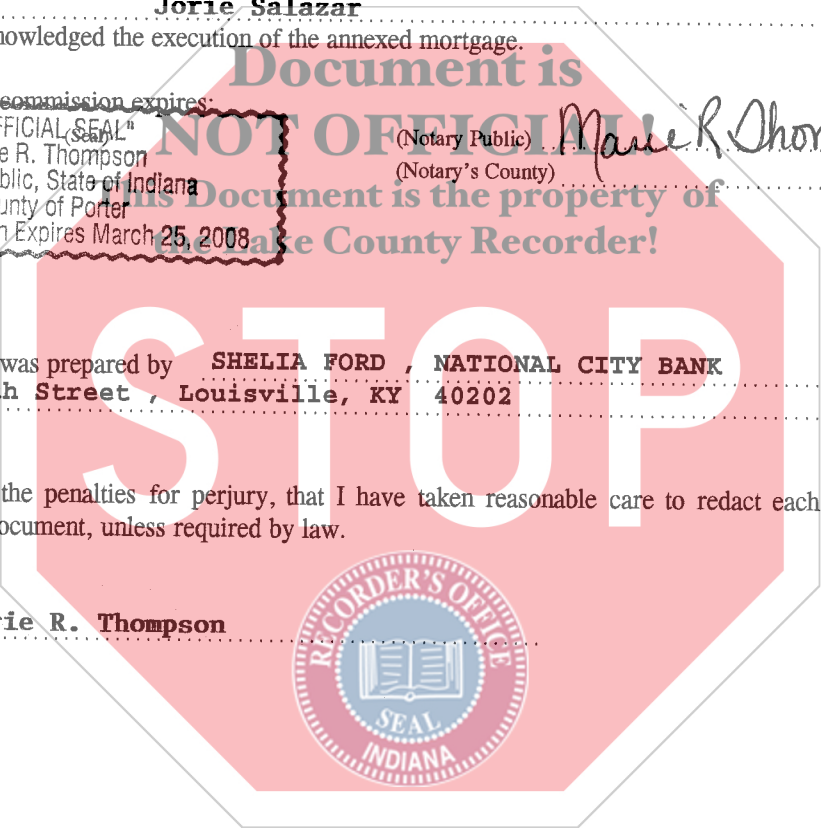 Jorie Salazar
nowledged the execution of the annexed mortgage.
Document is
commission expires:
FFICIAL SEAL"
(Seal)
NOT OFFICIAL!
(Notary Public) Marie R Thom
e R. Thompson
(Notary's County)
blic, State of Indiana
This Document is the property of
unty of Porter
the Lake County Recorder!
n Expires March 25, 2008
STOP
was prepared by SHELIA FORD , NATIONAL CITY BANK
h Street , Louisville, KY 40202
the penalties for perjury, that I have taken reasonable care to redact each
ocument, unless required by law.
rie R. Thompson
RECORDER'S OFFICE
SEAL
INDIANA